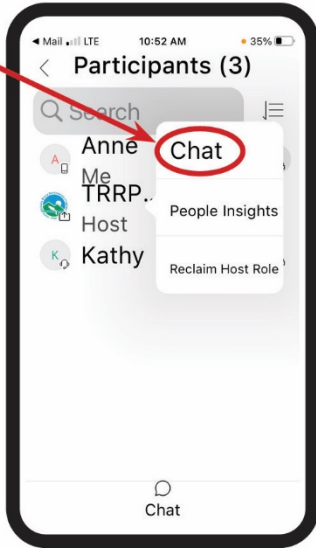 ◀ Mail LTE 10:52 AM 35%
< Participants (3)
Search
A
Anne
Me
Chat
TRRP..
Host
People Insights
K
Kathy
Reclaim Host Role
Chat